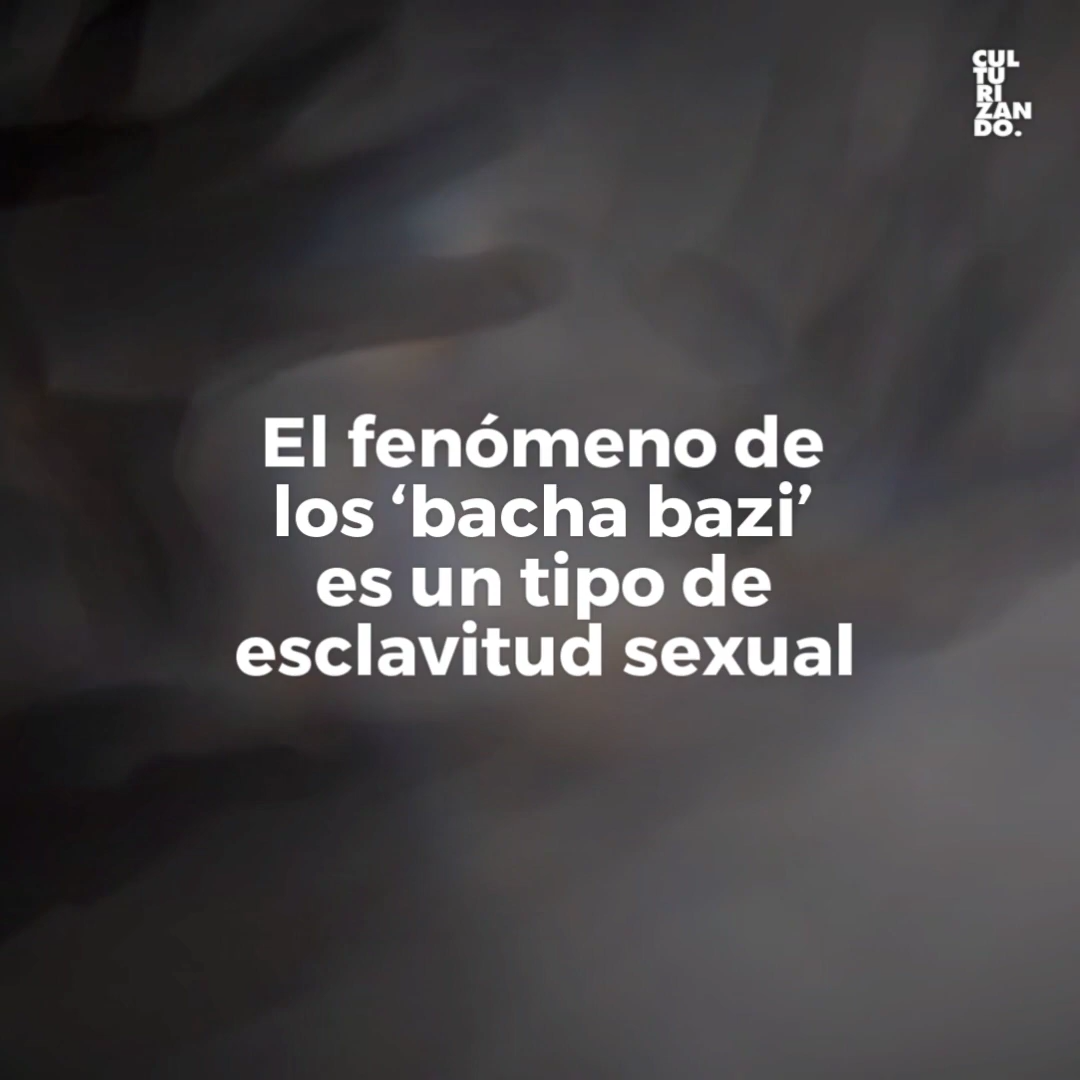 CUL
TU
RI
ZAN
DO.
El fenómeno de
los ‘bacha bazi’
es un tipo de
esclavitud sexual